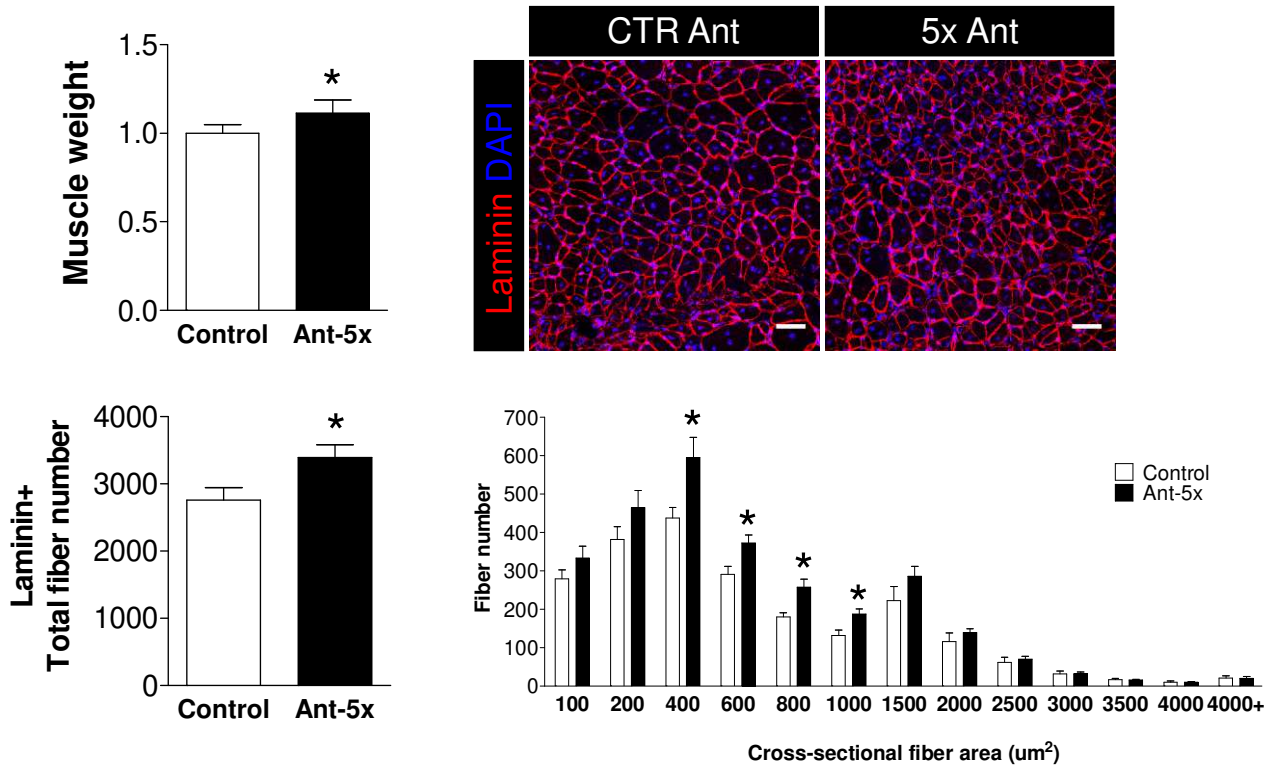 Muscle weight
1.5
1.0
0.5
0.0
*
Control Ant-5x
CTR Ant 5x Ant
Laminin DAPI
Laminin+
Total fiber number
4000
3000
2000
1000
0
*
Control Ant-5x
Fiber number
700
600
500
400
300
200
100
0
*
*
*
*
Control
Ant-5x
100 200 400 600 800 1000 1500 2000 2500 3000 3500 4000 4000+
Cross-sectional fiber area (um²)